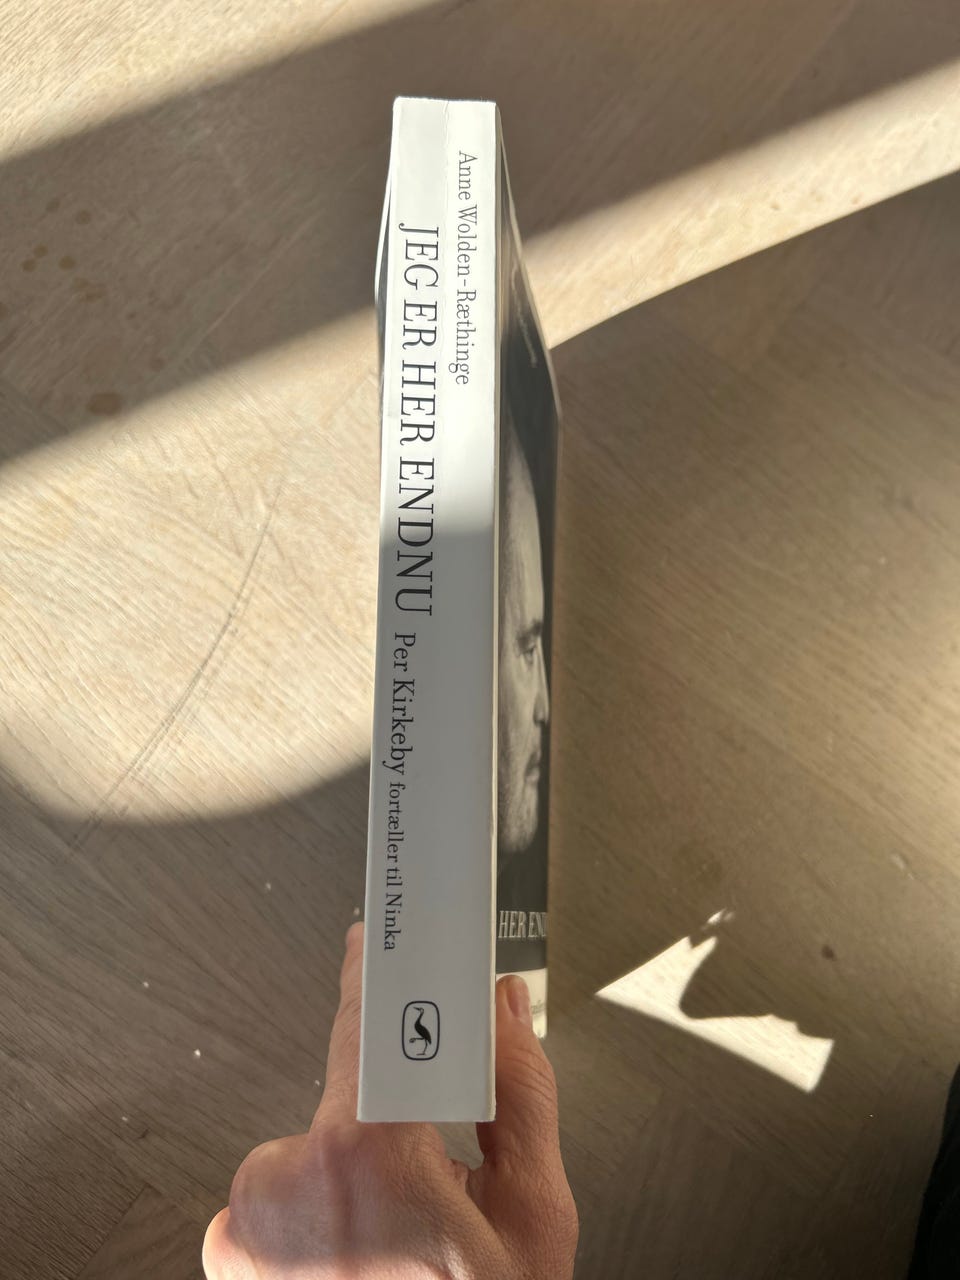 Anne Wolden-Ræthinge
JEG ER HER ENDNU Per Kirkeby fortæller til Ninka
HER END